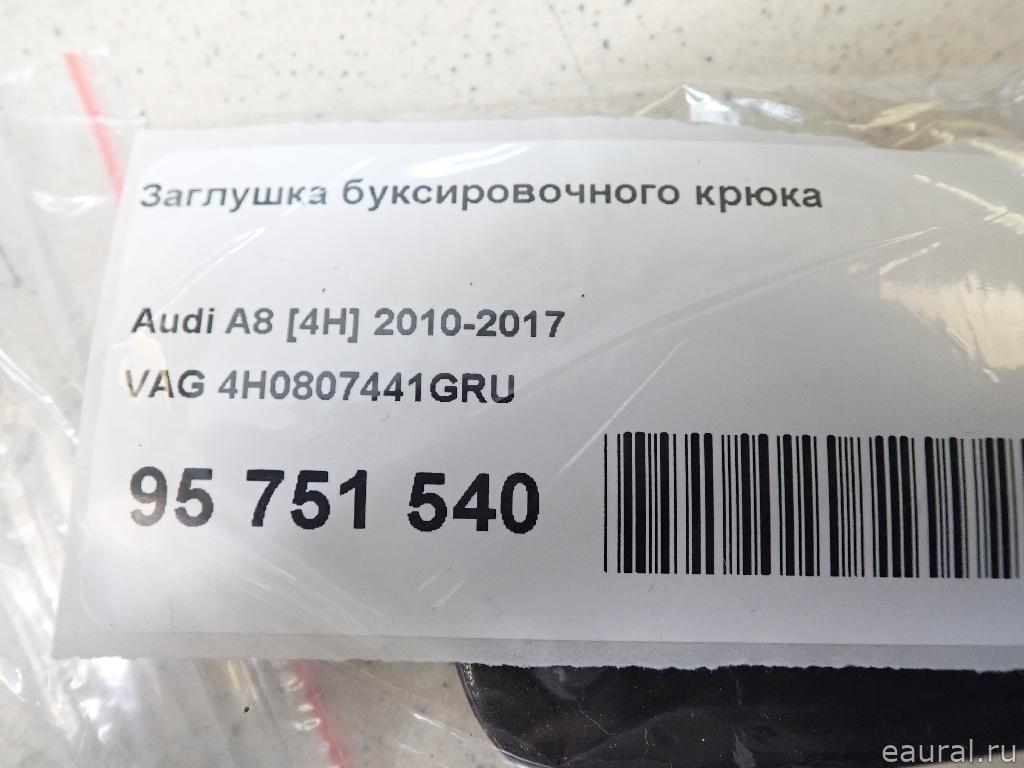 Заглушка буксировочного крюка
Audi A8 [4H] 2010-2017
VAG 4H0807441GRU
95 751 540
eaural.ru